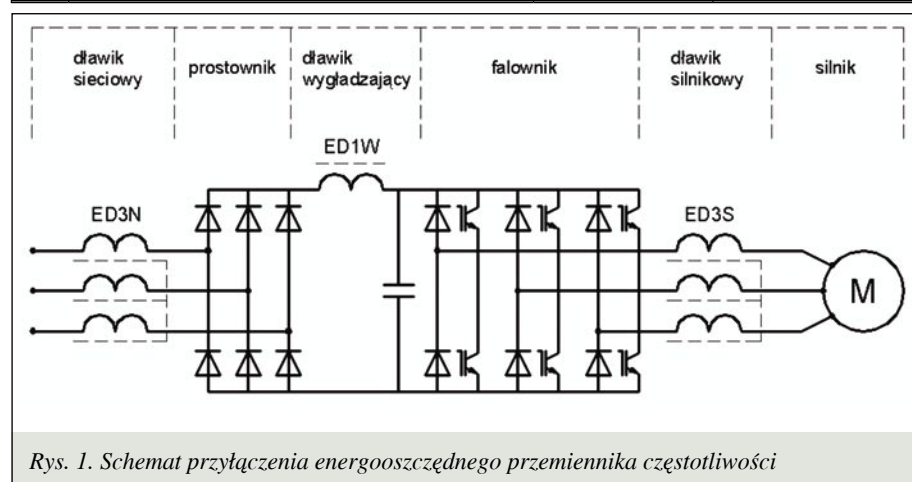 dławik
sieciowy
prostownik
dławik
wygładzający
falownik
dławik
silnikowy
silnik
ED1W
ED3N
ED3S
M
Rys. 1. Schemat przyłączenia energooszczędnego przemiennika częstotliwości